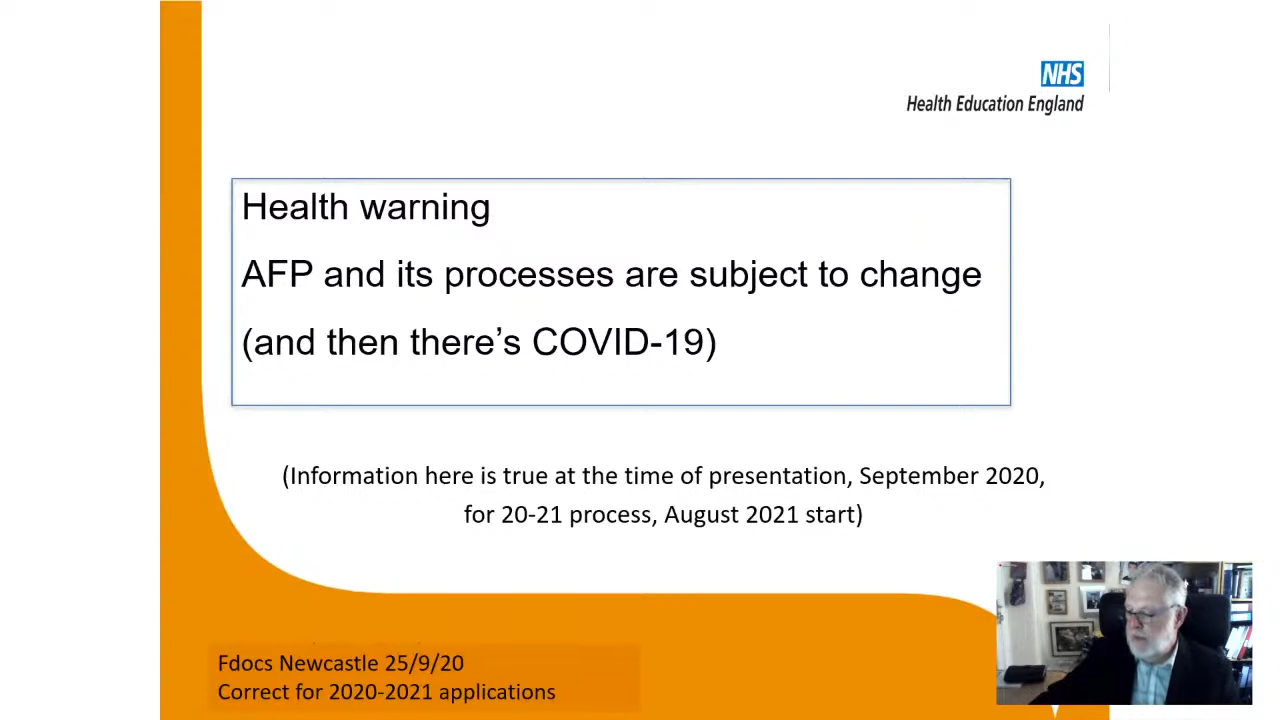 NHS
Health Education England
Health warning
AFP and its processes are subject to change
(and then there’s COVID-19)
(Information here is true at the time of presentation, September 2020,
for 20-21 process, August 2021 start)
Fdocs Newcastle 25/9/20
Correct for 2020-2021 applications